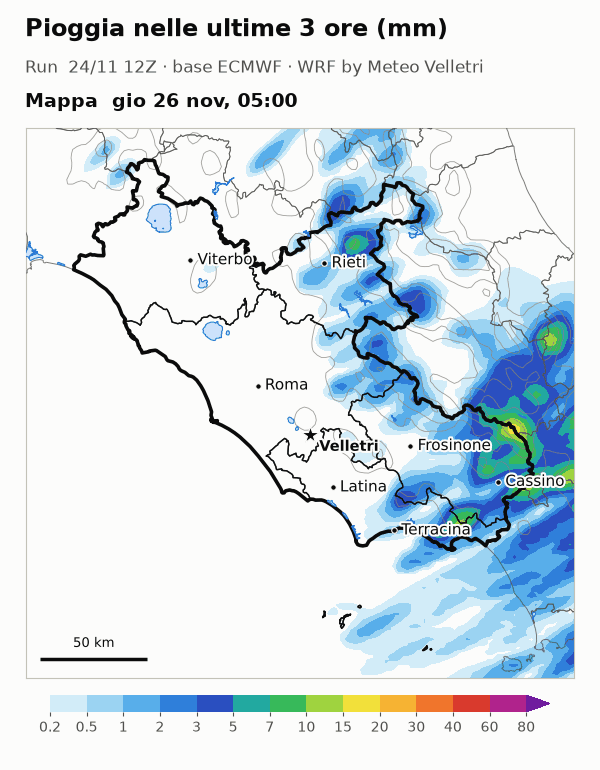 Pioggia nelle ultime 3 ore (mm)
Run  24/11 12Z · base ECMWF · WRF by Meteo Velletri
Mappa  gio 26 nov, 05:00
Viterbo
Rieti
Roma
Velletri
Frosinone
Latina
Cassino
Terracina
50 km
0.2 0.5 1 2 3 5 7 10 15 20 30 40 60 80